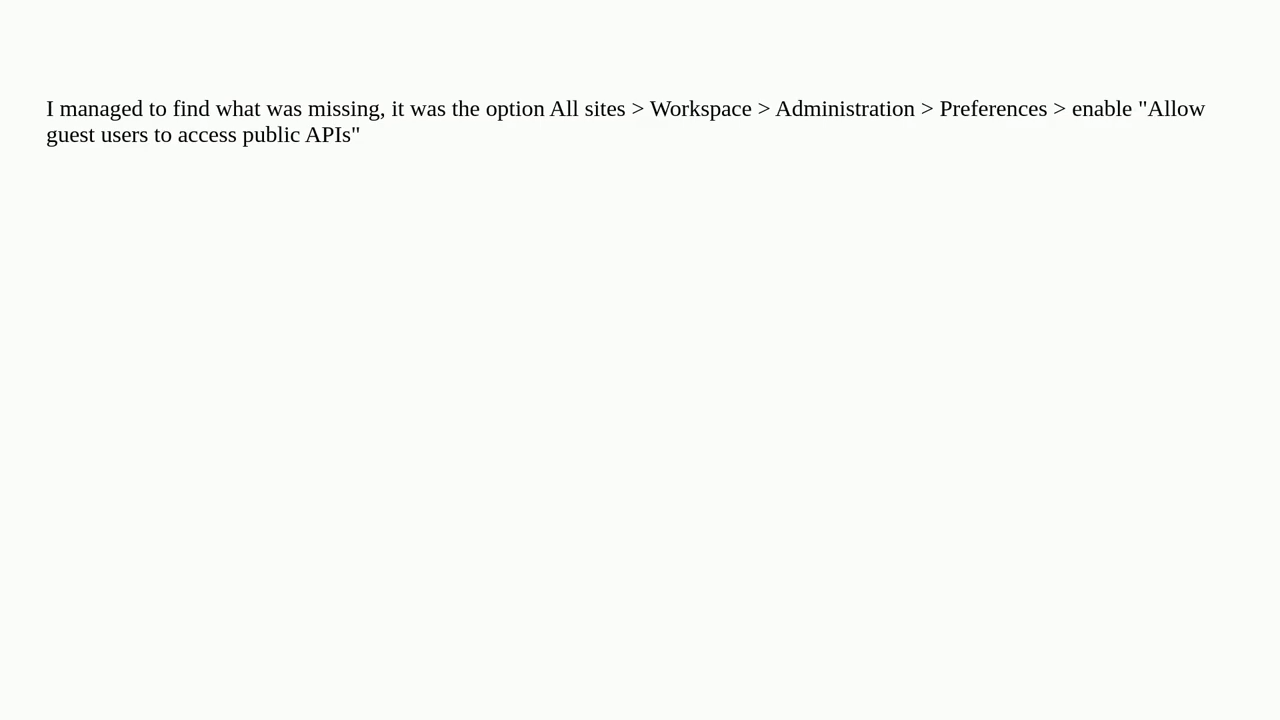 I managed to find what was missing, it was the option All sites > Workspace > Administration > Preferences > enable "Allow
guest users to access public APIs"